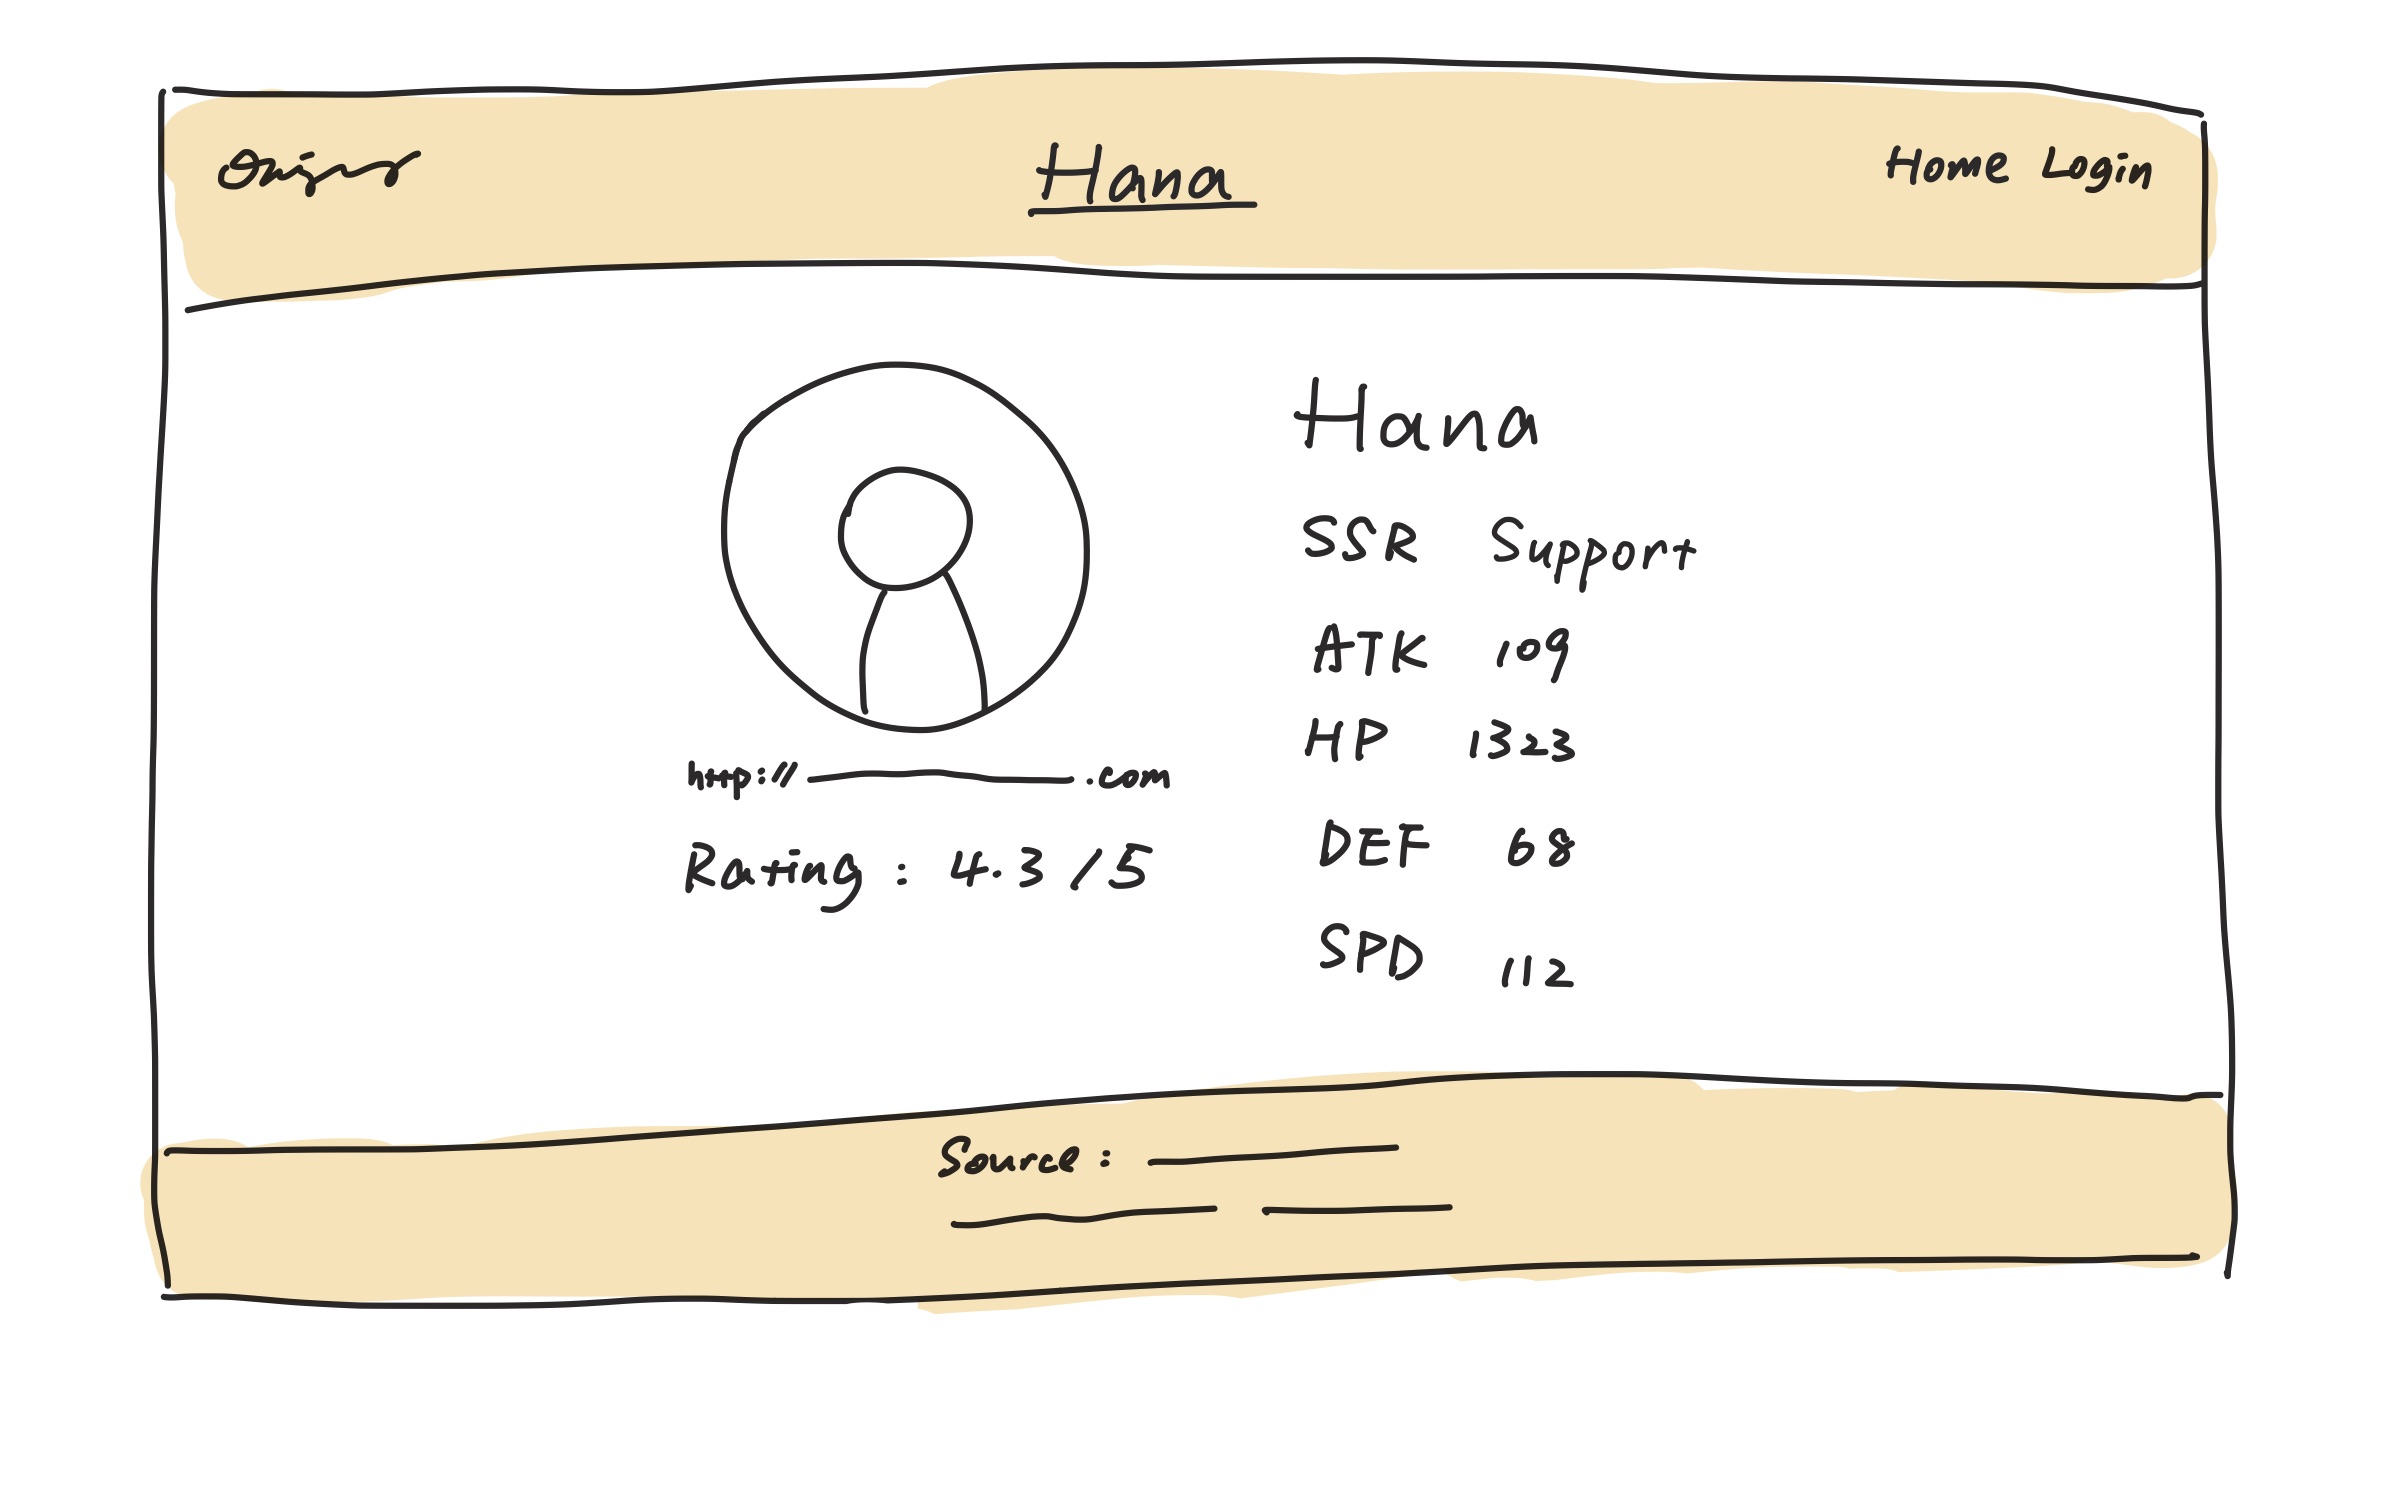 Hana
Home Login
Hana
SSR Support
ATK 109
HP 1323
DEF 68
SPD 112
http:// .com
Rating : 4.3 /5
Source :